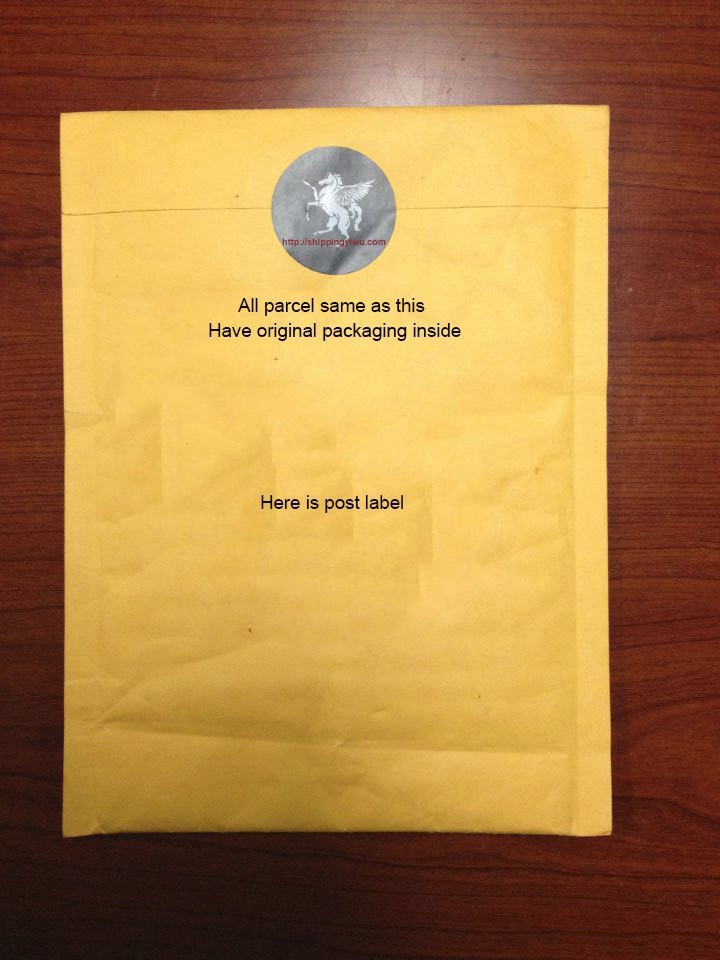 http://shippingyiwu.com
All parcel same as this
Have original packaging inside
Here is post label